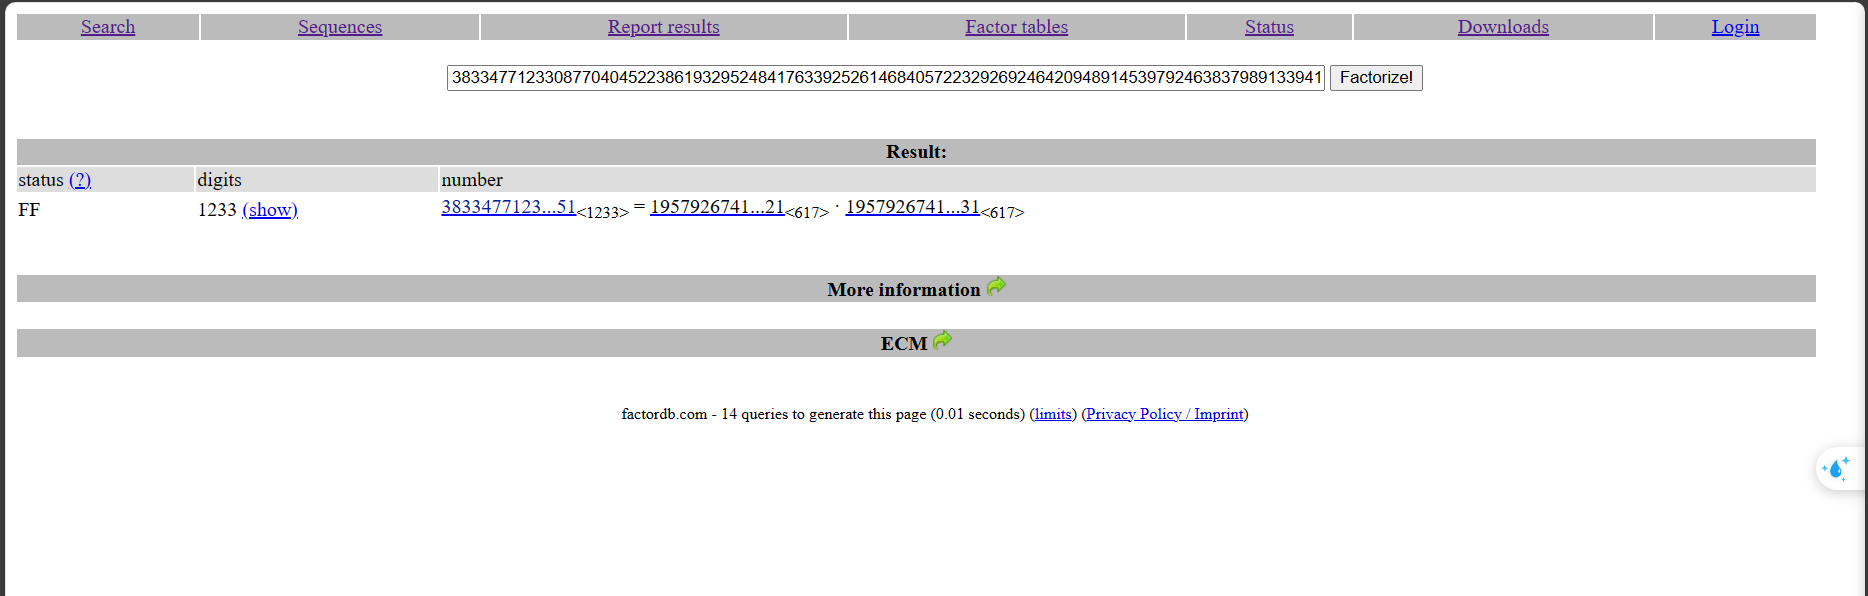 Search Sequences Report results Factor tables Status Downloads Login
3833477123308770404522386193295248417633925261468405722329269246420948914539792463837989133941 Factorize!
Result:
status (?) digits number
FF 1233 (show) 3833477123...51<1233> = 1957926741...21<617> · 1957926741...31<617>
More information
ECM
factordb.com - 14 queries to generate this page (0.01 seconds) (limits) (Privacy Policy / Imprint)